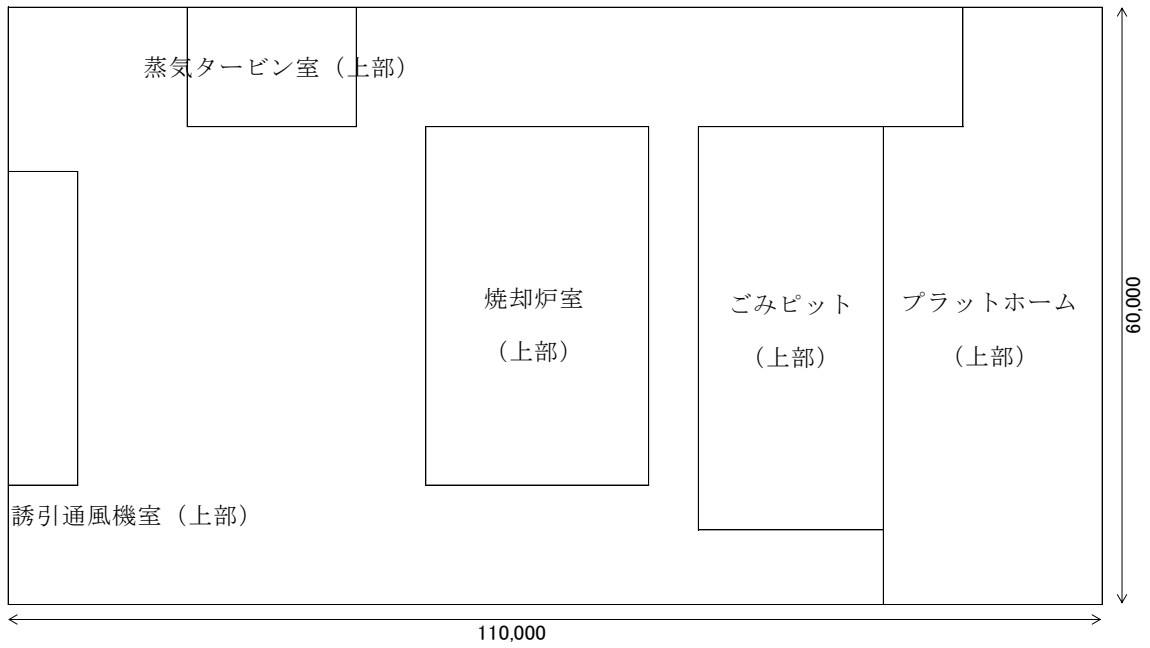 蒸気タービン室（上部）
焼却炉室
（上部）
ごみピット
（上部）
プラットホーム
（上部）
60,000
誘引通風機室（上部）
110,000